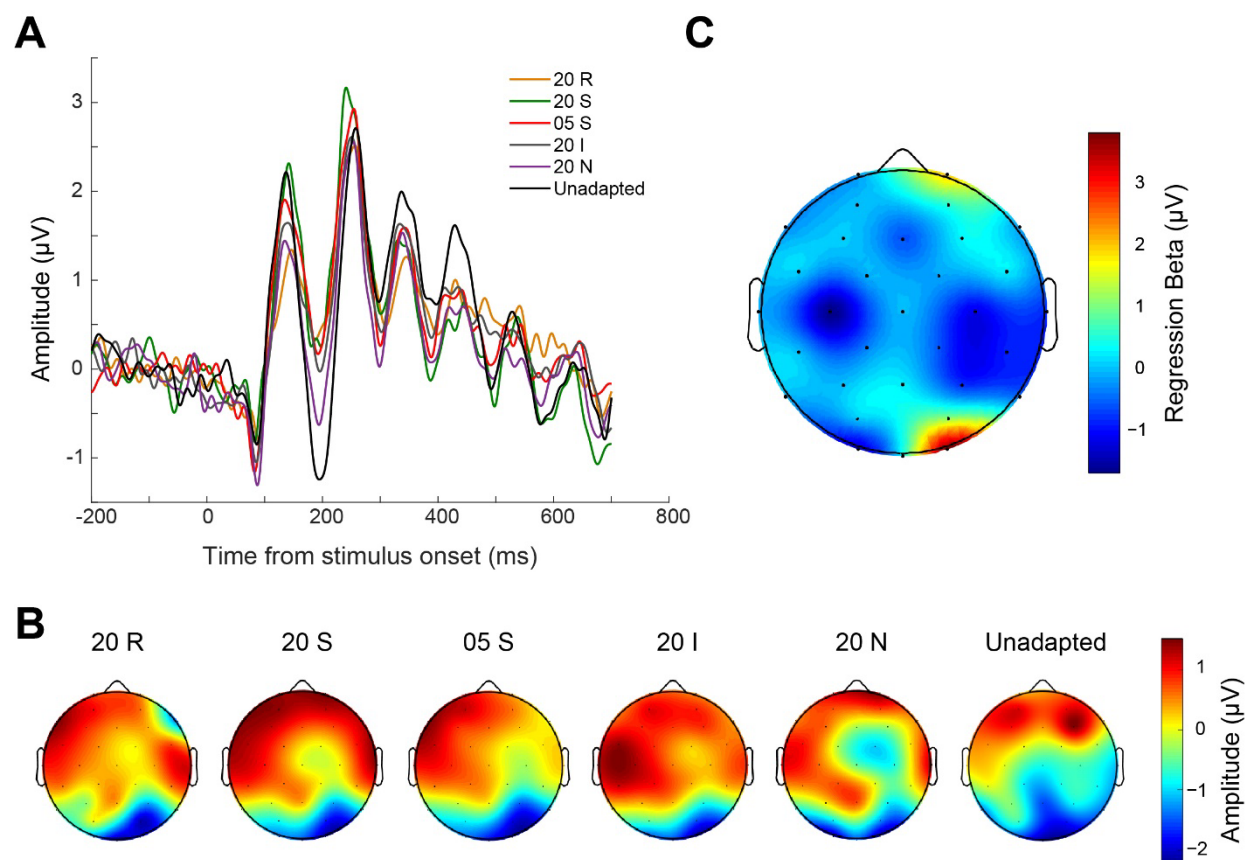 A
C
20 R
20 S
05 S
20 I
20 N
Unadapted
3
2
1
0
-1
Amplitude (µV)
-200
0
200
400
600
800
Time from stimulus onset (ms)
3
2
1
0
−1
Regression Beta (µV)
B
20 R
20 S
05 S
20 I
20 N
Unadapted
1
0
−1
−2
Amplitude (µV)